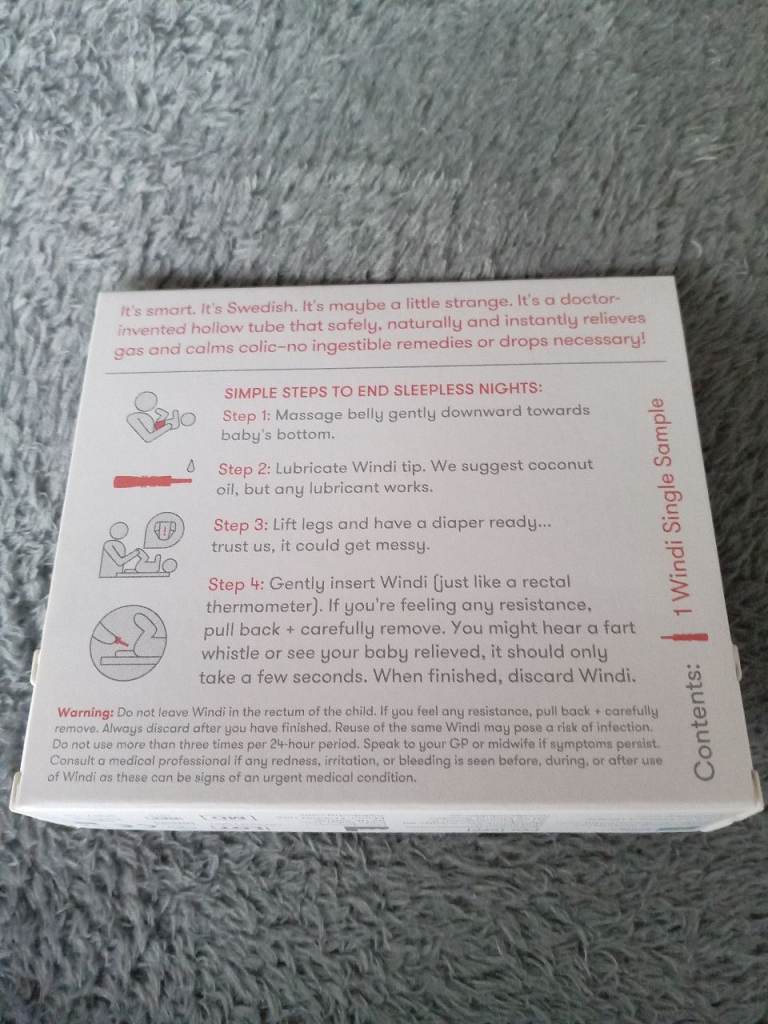 It's smart. It's Swedish. It's maybe a little strange. It's a doctor-
invented hollow tube that safely, naturally and instantly relieves
gas and calms colic–no ingestible remedies or drops necessary!
SIMPLE STEPS TO END SLEEPLESS NIGHTS:
Step 1: Massage belly gently downward towards
baby's bottom.
Step 2: Lubricate Windi tip. We suggest coconut
oil, but any lubricant works.
Step 3: Lift legs and have a diaper ready...
trust us, it could get messy.
Step 4: Gently insert Windi (just like a rectal
thermometer). If you're feeling any resistance,
pull back + carefully remove. You might hear a fart
whistle or see your baby relieved, it should only
take a few seconds. When finished, discard Windi.
Warning: Do not leave Windi in the rectum of the child. If you feel any resistance, pull back + carefully
remove. Always discard after you have finished. Reuse of the same Windi may pose a risk of infection.
Do not use more than three times per 24-hour period. Speak to your GP or midwife if symptoms persist.
Consult a medical professional if any redness, irritation, or bleeding is seen before, during, or after use
of Windi as these can be signs of an urgent medical condition.
Contents: 1 Windi Single Sample